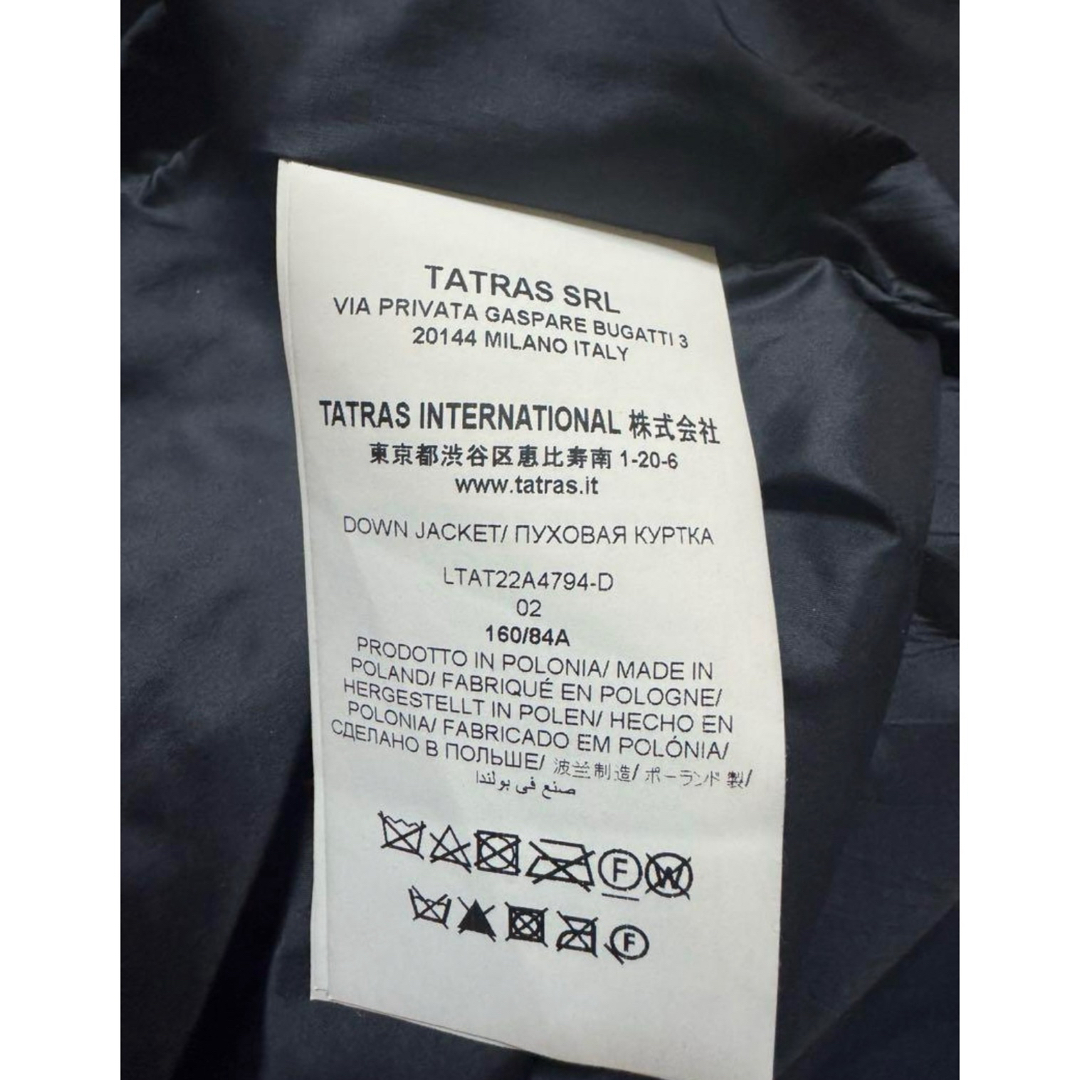 TATRAS SRL
VIA PRIVATA GASPARE BUGATTI 3
20144 MILANO ITALY
TATRAS INTERNATIONAL 株式会社
東京都渋谷区恵比寿南 1-20-6
www.tatras.it
DOWN JACKET/ ПУХОВАЯ КУРТКА
LTAT22A4794-D
02
160/84A
PRODOTTO IN POLONIA/ MADE IN
POLAND/ FABRIQUÉ EN POLOGNE/
HERGESTELLT IN POLEN/ HECHO EN
POLONIA/ FABRICADO EM POLÓNIA/
СДЕЛАНО В ПОЛЬШЕ/ 波兰制造/ ポーランド 製/
صنع في بولندا
F W
F